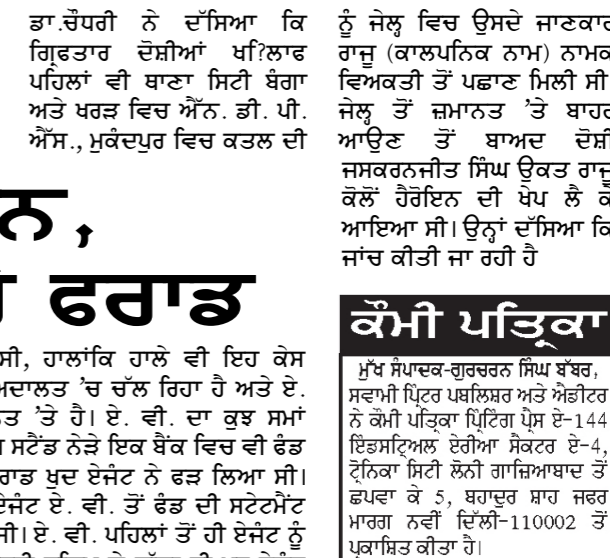 ਡਾ.ਚੌਧਰੀ ਨੇ ਦੱਸਿਆ ਕਿ
ਗ੍ਰਿਫਤਾਰ ਦੋਸ਼ੀਆਂ ਖ?ਿਲਾਫ
ਪਹਿਲਾਂ ਵੀ ਥਾਣਾ ਸਿਟੀ ਬੰਗਾ
ਅਤੇ ਖਰੜ ਵਿਚ ਐੱਨ. ਡੀ. ਪੀ.
ਐੱਸ., ਮੁਕੰਦਪੁਰ ਵਿਚ ਕਤਲ ਦੀ
ਨ,
ਫਰਾਡ
ਸੀ, ਹਾਲਾਂਕਿ ਹਾਲੇ ਵੀ ਇਹ ਕੇਸ
ਅਦਾਲਤ 'ਚ ਚੱਲ ਰਿਹਾ ਹੈ ਅਤੇ ਏ.
'ਤੇ ਹੈ। ਏ. ਵੀ. ਦਾ ਕੁਝ ਸਮਾਂ
ਸਟੈਂਡ ਨੇੜੇ ਇਕ ਬੈਂਕ ਵਿਚ ਵੀ ਫੰਡ
ਰਾਡ ਖੁਦ ਏਜੰਟ ਨੇ ਫੜ ਲਿਆ ਸੀ।
ਏਜੰਟ ਏ. ਵੀ. ਤੋਂ ਫੰਡ ਦੀ ਸਟੇਟਮੈਂਟ
ਸੀ। ਏ. ਵੀ. ਪਹਿਲਾਂ ਤੋਂ ਹੀ ਏਜੰਟ ਨੂੰ
ਨੂੰ ਜੇਲ੍ਹ ਵਿਚ ਉਸਦੇ ਜਾਣਕਾਰ
ਰਾਜੂ (ਕਾਲਪਨਿਕ ਨਾਮ) ਨਾਮਕ
ਵਿਅਕਤੀ ਤੋਂ ਪਛਾਣ ਮਿਲੀ ਸੀ
ਜੇਲ੍ਹ ਤੋਂ ਜ਼ਮਾਨਤ 'ਤੇ ਬਾਹਰ
ਆਉਣ ਤੋਂ ਬਾਅਦ ਦੋਸ਼ੀ
ਜਸਕਰਨਜੀਤ ਸਿੰਘ ਉਕਤ ਰਾਜੂ
ਕੋਲੋਂ ਹੈਰੋਇਨ ਦੀ ਖੇਪ ਲੈ ਕੇ
ਆਇਆ ਸੀ। ਉਨ੍ਹਾਂ ਦੱਸਿਆ ਕਿ
ਜਾਂਚ ਕੀਤੀ ਜਾ ਰਹੀ ਹੈ
ਕੌਮੀ ਪਤ੍ਰਿਕਾ
ਮੁੱਖ ਸੰਪਾਦਕ-ਗੁਰਚਰਨ ਸਿੰਘ ਬੱਬਰ,
ਸਵਾਮੀ ਪ੍ਰਿੰਟਰ ਪਬਲਿਸ਼ਰ ਅਤੇ ਐਡੀਟਰ
ਨੇ ਕੌਮੀ ਪਤ੍ਰਿਕਾ ਪ੍ਰਿੰਟਿੰਗ ਪ੍ਰੈਸ ਏ-144
ਇੰਡਸਟ੍ਰਿਅਲ ਏਰੀਆ ਸੈਕਟਰ ਏ-4,
ਟ੍ਰੋਨਿਕਾ ਸਿਟੀ ਲੋਨੀ ਗਾਜ਼ਿਆਬਾਦ ਤੋਂ
ਛਪਵਾ ਕੇ 5, ਬਹਾਦੁਰ ਸ਼ਾਹ ਜਫਰ
ਮਾਰਗ ਨਵੀਂ ਦਿੱਲੀ-110002 ਤੋਂ
ਪ੍ਰਕਾਸ਼ਿਤ ਕੀਤਾ ਹੈ।